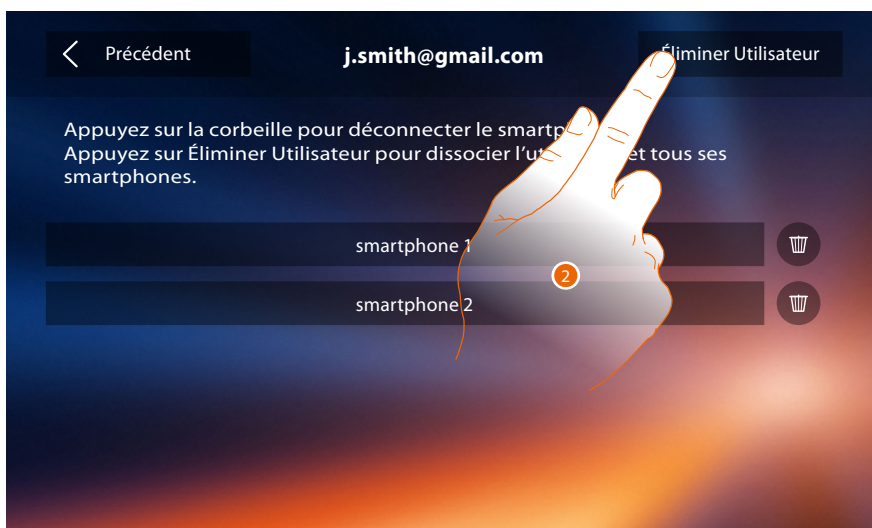 Précédent
j.smith@gmail.com
Éliminer Utilisateur
Appuyez sur la corbeille pour déconnecter le
Appuyez sur Éliminer Utilisateur pour dissocier et tous ses
smartphones.
smartphone 1
smartphone 2
2